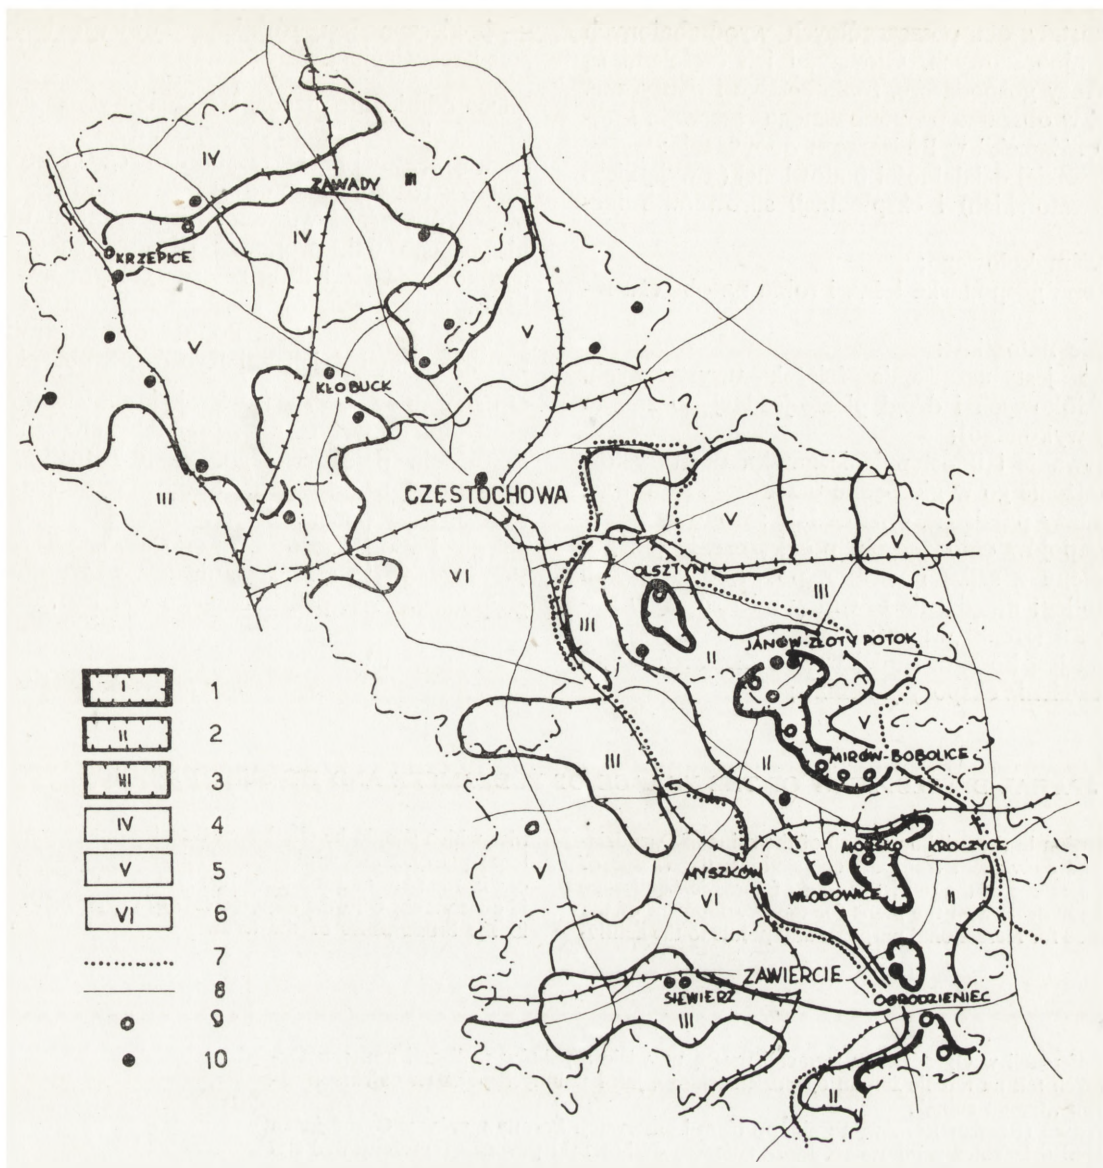 IV
ZAWADY
III
IV
KRZEPICE
V
V
KŁOBUCK
III
CZĘSTOCHOWA
V
V
VI
OLSZTYN
III
III
II
JANÓW-ZŁOTY POTOK
V
III
II
MIRÓW-BOBOLICE
MORSKO KROCZYCE
V
MYSZKÓW
VI
WŁODOWICE
II
ZAWIERCIE
SIEWIERZ
OGRODZIENIEC
III
I
II
I 1
II 2
III 3
IV 4
V 5
VI 6
7
8
9
10